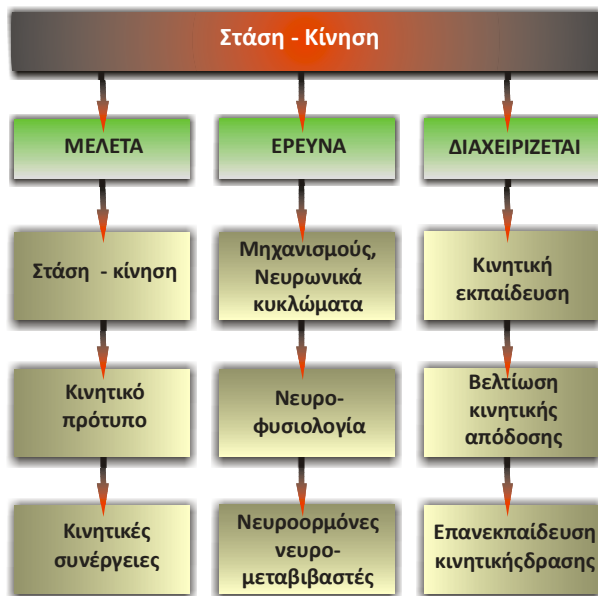 Στάση - Κίνηση
ΜΕΛΕΤΑ
ΕΡΕΥΝΑ
ΔΙΑΧΕΙΡΙΖΕΤΑΙ
Στάση - κίνηση
Μηχανισμούς,
Νευρωνικά
κυκλώματα
Κινητική
εκπαίδευση
Κινητικό
πρότυπο
Νευρο-
φυσιολογία
Βελτίωση
κινητικής
απόδοσης
Κινητικές
συνέργειες
Νευροορμόνες
νευρο-
μεταβιβαστές
Επανεκπαίδευση
κινητικήςδρασης